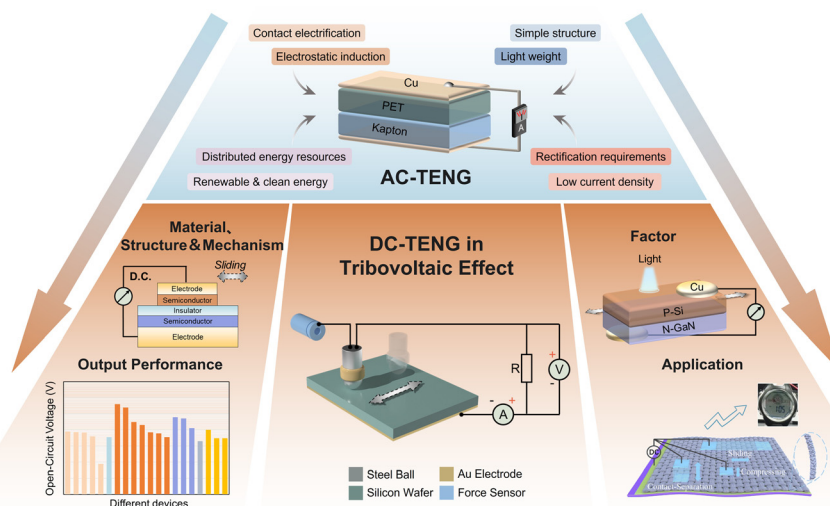 Contact electrification
Electrostatic induction
Simple structure
Light weight
Cu
PET
Kapton
A
Distributed energy resources
Renewable & clean energy
Rectification requirements
Low current density
AC-TENG
Material、
Structure&Mechanism
D.C.
Sliding
Electrode
Semiconductor
Insulator
Semiconductor
Electrode
Output Performance
Open-Circuit Voltage (V)
Different devices
DC-TENG in
Tribovoltaic Effect
R
+
V
-
-
+
A
Steel Ball
Au Electrode
Silicon Wafer
Force Sensor
Factor
Light
Cu
P-Si
N-GaN
Application
DC
Sliding
Compression
Contact-Separation